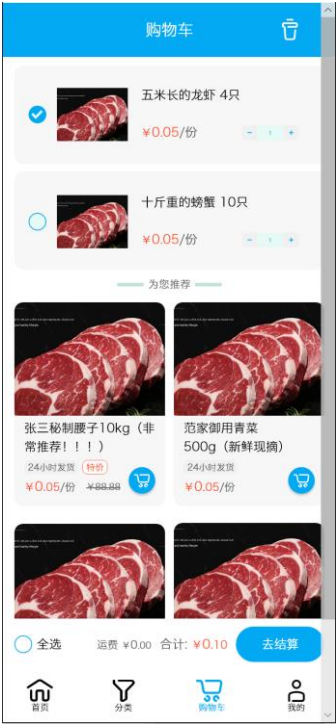 购物车
五米长的龙虾 4只
¥0.05/份
- 1 +
十斤重的螃蟹 10只
¥0.05/份
- 1 +
为您推荐
张三秘制腰子10kg（非
常推荐！！！）
24小时发货 特价
¥0.05/份 ¥88.88
范家御用青菜
500g（新鲜现摘）
24小时发货
¥0.05/份
全选 运费 ¥0.00 合计: ¥0.10 去结算
首页 分类 购物车 我的